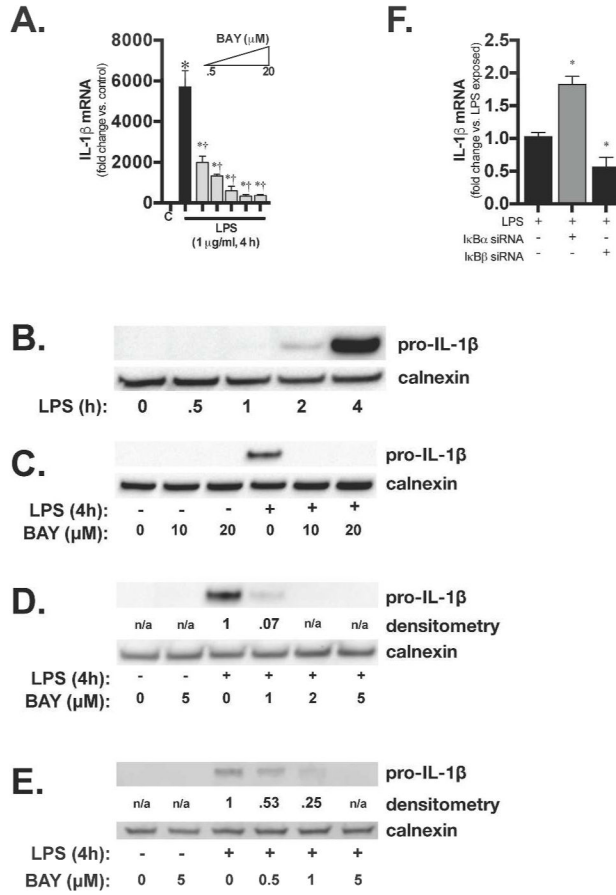 A.
BAY (μM)
.5 20
IL-1β mRNA
(fold change vs. control)
8000
6000
4000
2000
0
*
*† *† *† *† *†
C
LPS
(1 μg/ml, 4 h)
F.
IL-1β mRNA
(fold change vs. LPS exposed)
2.5
2.0
1.5
1.0
0.5
0.0
* *
LPS + + +
IκBα siRNA - + -
IκBβ siRNA - - +
B.
pro-IL-1β
calnexin
LPS (h): 0 .5 1 2 4
C.
pro-IL-1β
calnexin
LPS (4h): - - - + + +
BAY (μM): 0 10 20 0 10 20
D.
pro-IL-1β
n/a n/a 1 .07 n/a n/a densitometry
calnexin
LPS (4h): - - + + + +
BAY (μM): 0 5 0 1 2 5
E.
pro-IL-1β
n/a n/a 1 .53 .25 n/a densitometry
calnexin
LPS (4h): - - + + + +
BAY (μM): 0 5 0 0.5 1 5